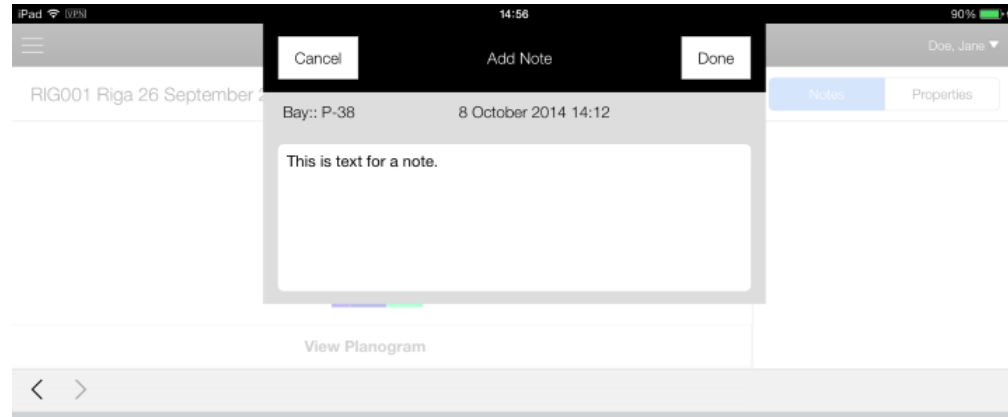 iPad VPN 14:56 90%
Doe, Jane
Cancel Add Note Done
RIG001 Riga 26 September
Notes Properties
Bay:: P-38 8 October 2014 14:12
This is text for a note.
View Planogram